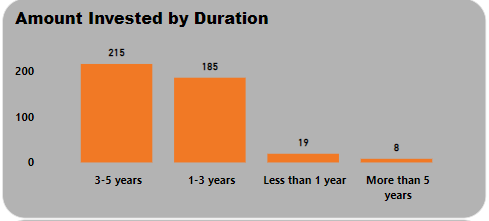 Amount Invested by Duration
215
200
185
100
19
8
0
3-5 years
1-3 years
Less than 1 year
More than 5
years